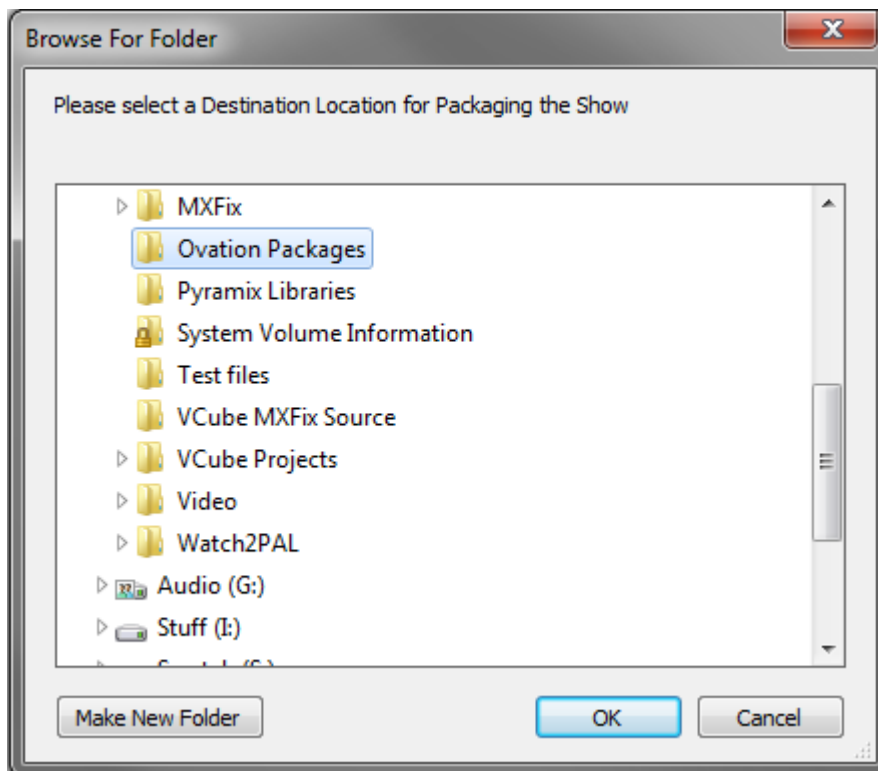 Browse For Folder
Please select a Destination Location for Packaging the Show
MXFix
Ovation Packages
Pyramix Libraries
System Volume Information
Test files
VCube MXFix Source
VCube Projects
Video
Watch2PAL
Audio (G:)
Stuff (I:)
Make New Folder
OK
Cancel